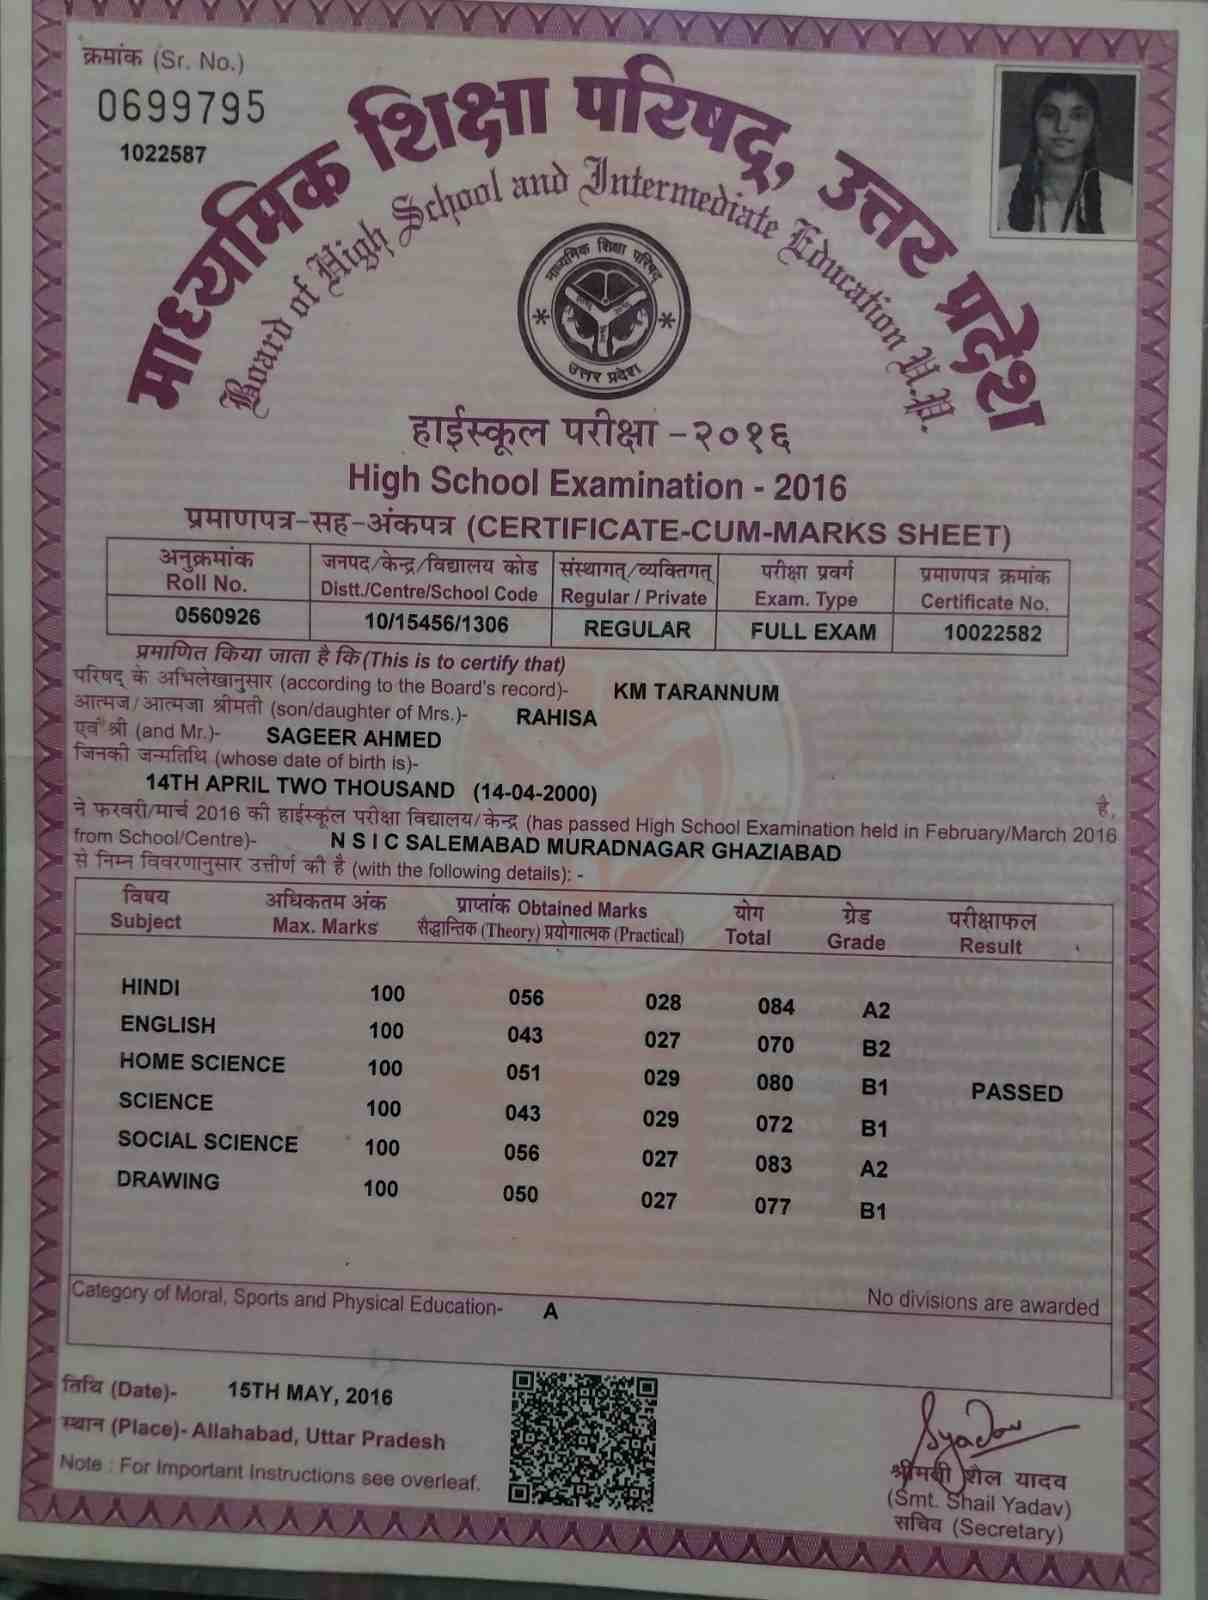 क्रमांक (Sr. No.)
0699795
1022587
माध्यमिक शिक्षा परिषद्, उत्तर प्रदेश
Board of High School and Intermediate Education U.P.
माध्यमिक शिक्षा परिषद्
उत्तर प्रदेश
हाईस्कूल परीक्षा -२०१६
High School Examination - 2016
प्रमाणपत्र-सह-अंकपत्र (CERTIFICATE-CUM-MARKS SHEET)
अनुक्रमांक जनपद/केन्द्र/विद्यालय कोड संस्थागत्/व्यक्तिगत् परीक्षा प्रवर्ग प्रमाणपत्र क्रमांक
Roll No. Distt./Centre/School Code Regular / Private Exam. Type Certificate No.
0560926 10/15456/1306 REGULAR FULL EXAM 10022582
प्रमाणित किया जाता है कि (This is to certify that)
परिषद् के अभिलेखानुसार (according to the Board's record)- KM TARANNUM
आत्मज/आत्मजा श्रीमती (son/daughter of Mrs.)- RAHISA
एवं श्री (and Mr.)- SAGEER AHMED
जिनकी जन्मतिथि (whose date of birth is)-
14TH APRIL TWO THOUSAND (14-04-2000) है,
ने फरवरी/मार्च 2016 की हाईस्कूल परीक्षा विद्यालय/केन्द्र (has passed High School Examination held in February/March 2016
from School/Centre)- N S I C SALEMABAD MURADNAGAR GHAZIABAD
से निम्न विवरणानुसार उत्तीर्ण की है (with the following details): -
विषय अधिकतम अंक प्राप्तांक Obtained Marks योग ग्रेड परीक्षाफल
Subject Max. Marks सैद्धान्तिक (Theory) प्रयोगात्मक (Practical) Total Grade Result
HINDI 100 056 028 084 A2
ENGLISH 100 043 027 070 B2
HOME SCIENCE 100 051 029 080 B1 PASSED
SCIENCE 100 043 029 072 B1
SOCIAL SCIENCE 100 056 027 083 A2
DRAWING 100 050 027 077 B1
Category of Moral, Sports and Physical Education- A No divisions are awarded
तिथि (Date)- 15TH MAY, 2016
स्थान (Place)- Allahabad, Uttar Pradesh
Note : For Important Instructions see overleaf.
SYadav
श्रीमती शैल यादव
(Smt. Shail Yadav)
सचिव (Secretary)